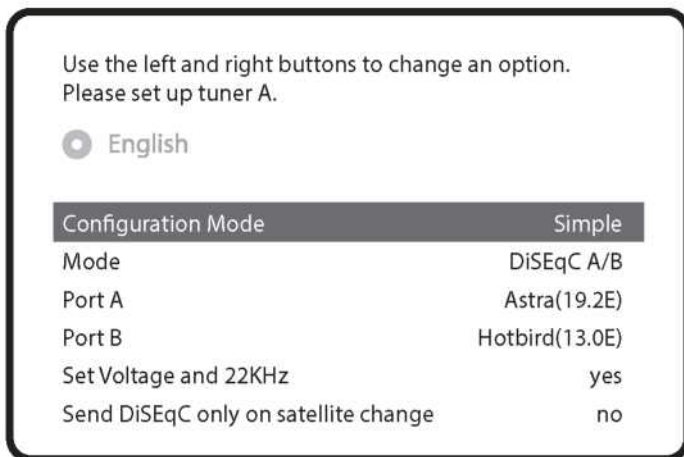 Use the left and right buttons to change an option.
Please set up tuner A.
English
Configuration Mode Simple
Mode DiSEqC A/B
Port A Astra(19.2E)
Port B Hotbird(13.0E)
Set Voltage and 22KHz yes
Send DiSEqC only on satellite change no